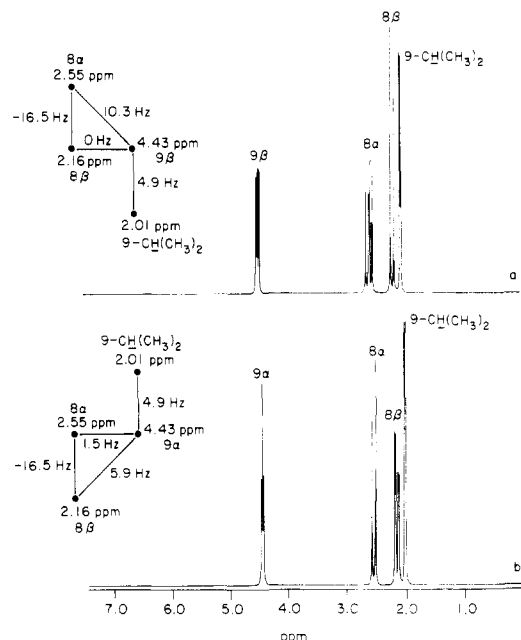 8β
9-CH(CH₃)₂
8α
2.55 ppm
-16.5 Hz
10.3 Hz
0 Hz
4.43 ppm
2.16 ppm
9β
8β
4.9 Hz
2.01 ppm
9-CH(CH₃)₂
9β
8α
a
9-CH(CH₃)₂
9-CH(CH₃)₂
2.01 ppm
8α
9α
4.9 Hz
8α
2.55 ppm
4.43 ppm
1.5 Hz
9α
8β
-16.5 Hz
5.9 Hz
2.16 ppm
8β
b
7.0 6.0 5.0 4.0 3.0 2.0 1.0
ppm